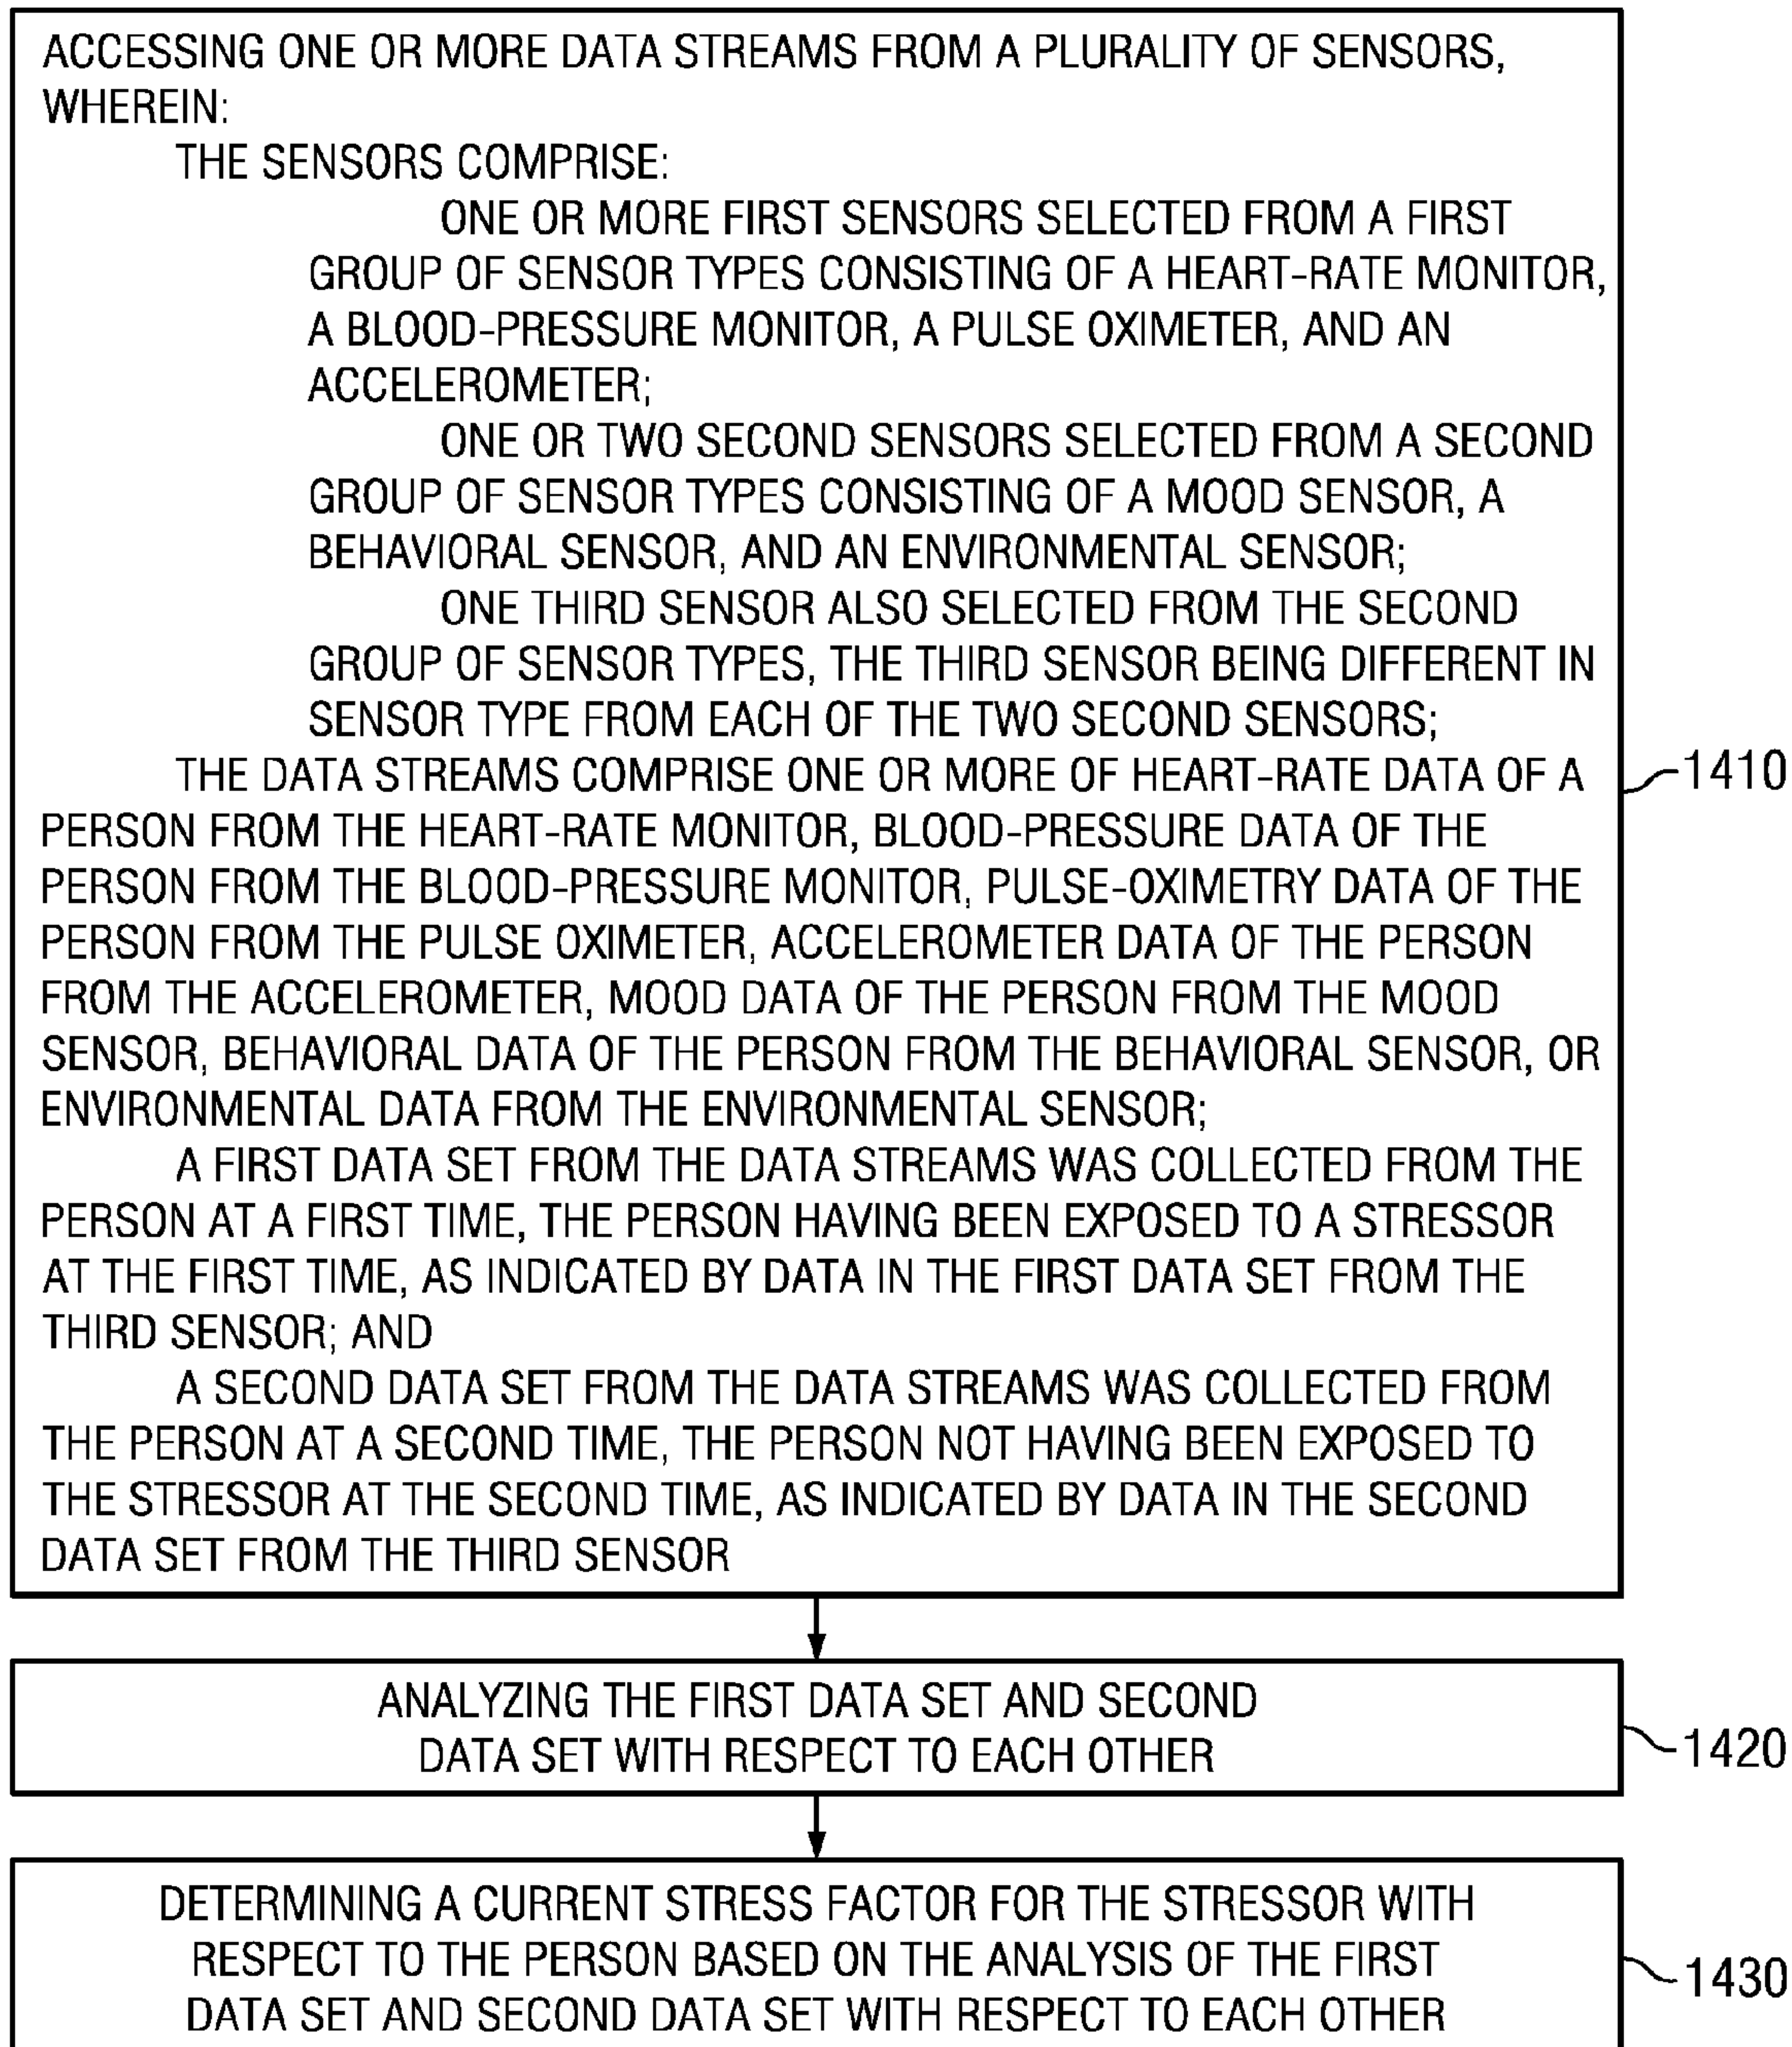 ACCESSING ONE OR MORE DATA STREAMS FROM A PLURALITY OF SENSORS,
WHEREIN:
THE SENSORS COMPRISE:
ONE OR MORE FIRST SENSORS SELECTED FROM A FIRST
GROUP OF SENSOR TYPES CONSISTING OF A HEART-RATE MONITOR,
A BLOOD-PRESSURE MONITOR, A PULSE OXIMETER, AND AN
ACCELEROMETER;
ONE OR TWO SECOND SENSORS SELECTED FROM A SECOND
GROUP OF SENSOR TYPES CONSISTING OF A MOOD SENSOR, A
BEHAVIORAL SENSOR, AND AN ENVIRONMENTAL SENSOR;
ONE THIRD SENSOR ALSO SELECTED FROM THE SECOND
GROUP OF SENSOR TYPES, THE THIRD SENSOR BEING DIFFERENT IN
SENSOR TYPE FROM EACH OF THE TWO SECOND SENSORS;
THE DATA STREAMS COMPRISE ONE OR MORE OF HEART-RATE DATA OF A
PERSON FROM THE HEART-RATE MONITOR, BLOOD-PRESSURE DATA OF THE
PERSON FROM THE BLOOD-PRESSURE MONITOR, PULSE-OXIMETRY DATA OF THE
PERSON FROM THE PULSE OXIMETER, ACCELEROMETER DATA OF THE PERSON
FROM THE ACCELEROMETER, MOOD DATA OF THE PERSON FROM THE MOOD
SENSOR, BEHAVIORAL DATA OF THE PERSON FROM THE BEHAVIORAL SENSOR, OR
ENVIRONMENTAL DATA FROM THE ENVIRONMENTAL SENSOR;
A FIRST DATA SET FROM THE DATA STREAMS WAS COLLECTED FROM THE
PERSON AT A FIRST TIME, THE PERSON HAVING BEEN EXPOSED TO A STRESSOR
AT THE FIRST TIME, AS INDICATED BY DATA IN THE FIRST DATA SET FROM THE
THIRD SENSOR; AND
A SECOND DATA SET FROM THE DATA STREAMS WAS COLLECTED FROM
THE PERSON AT A SECOND TIME, THE PERSON NOT HAVING BEEN EXPOSED TO
THE STRESSOR AT THE SECOND TIME, AS INDICATED BY DATA IN THE SECOND
DATA SET FROM THE THIRD SENSOR
1410
ANALYZING THE FIRST DATA SET AND SECOND
DATA SET WITH RESPECT TO EACH OTHER
1420
DETERMINING A CURRENT STRESS FACTOR FOR THE STRESSOR WITH
RESPECT TO THE PERSON BASED ON THE ANALYSIS OF THE FIRST
DATA SET AND SECOND DATA SET WITH RESPECT TO EACH OTHER
1430